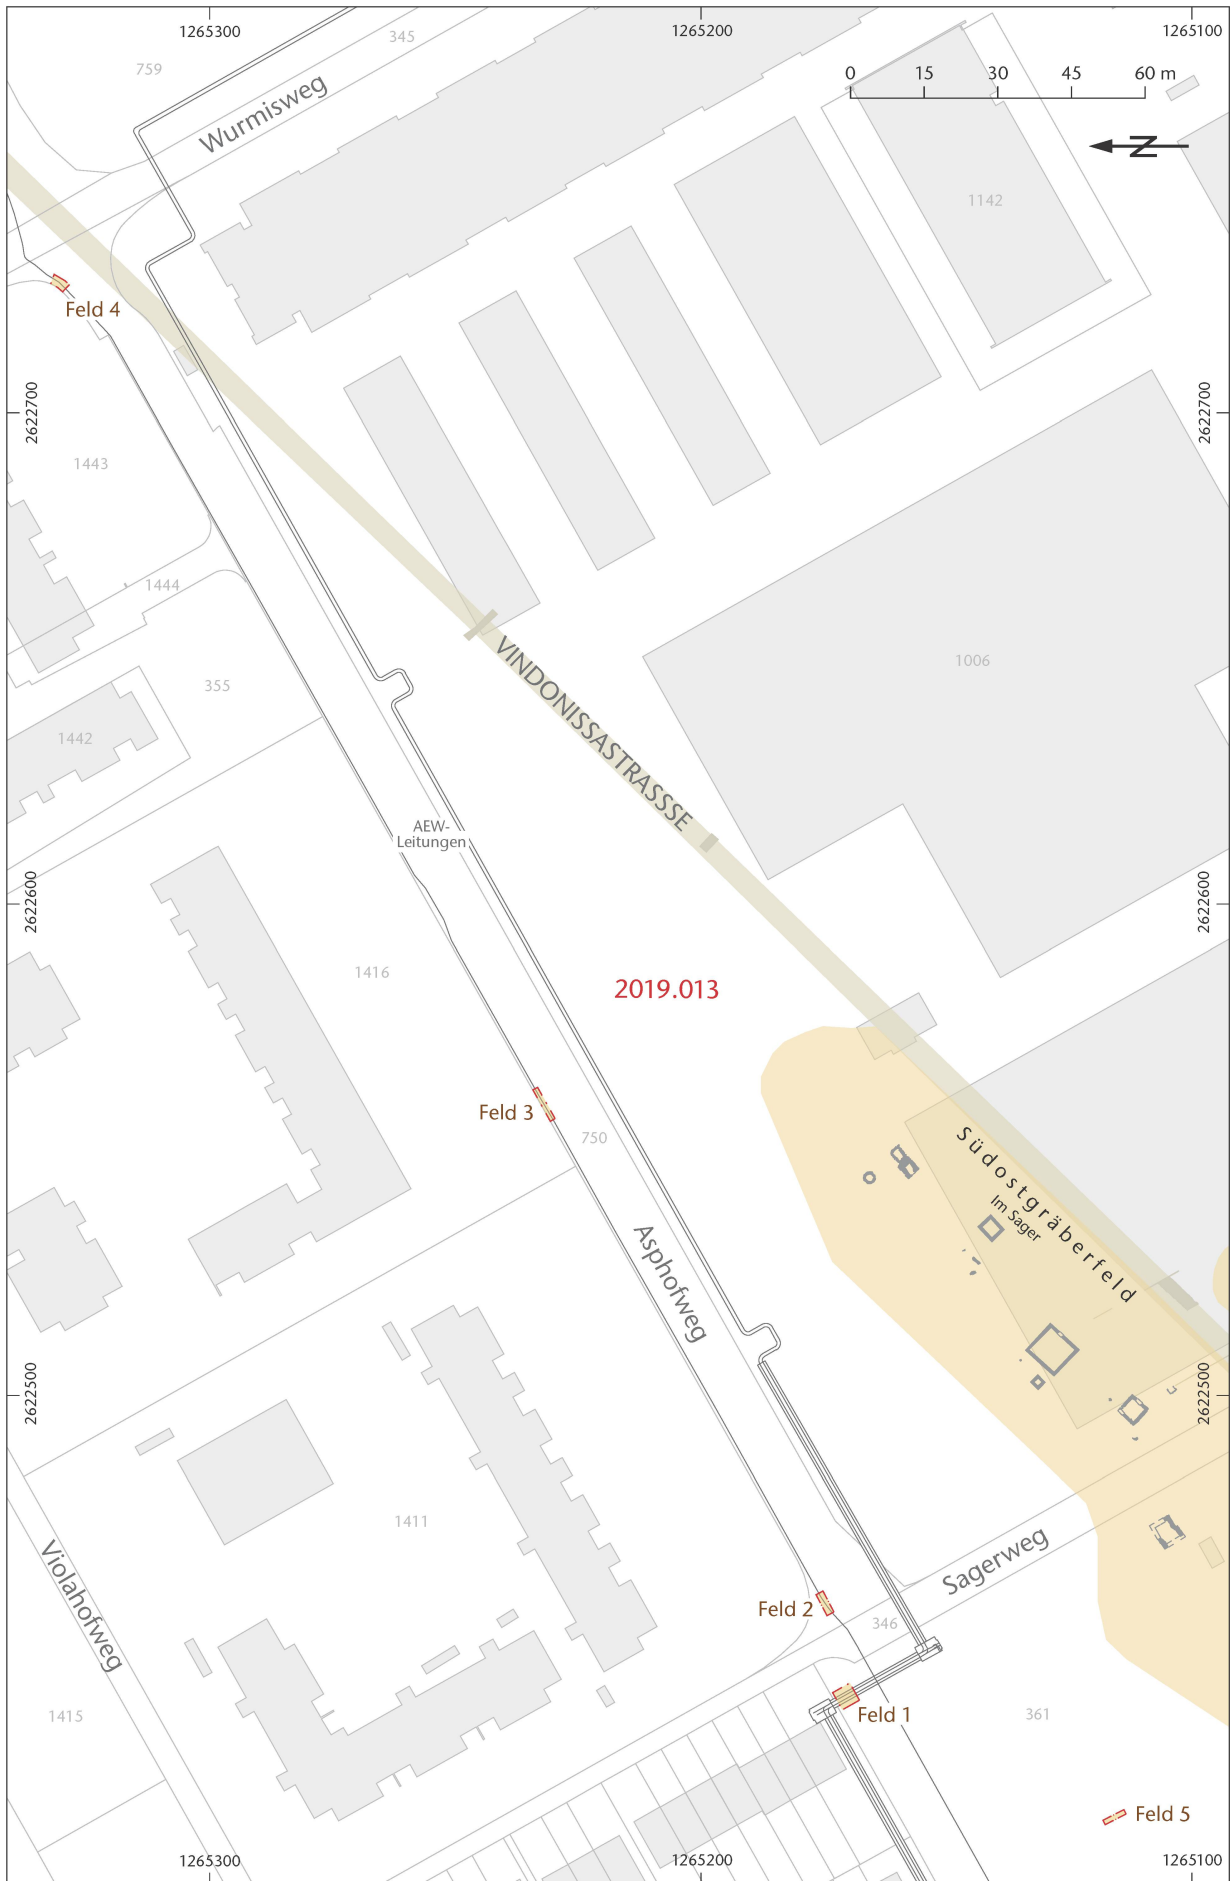 1265300
1265200
1265100
345
759
Wurmisweg
0 15 30 45 60 m
N
1142
Feld 4
2622700
2622700
1443
1444
355
1442
VINDONISSASTRASSSE
1006
AEW-
Leitungen
2622600
2622600
1416
2019.013
Feld 3
750
Südostgräberfeld
Im Sager
Asphofweg
2622500
2622500
1411
Violahofweg
Sagerweg
Feld 2
346
Feld 1
361
1415
Feld 5
1265300
1265200
1265100